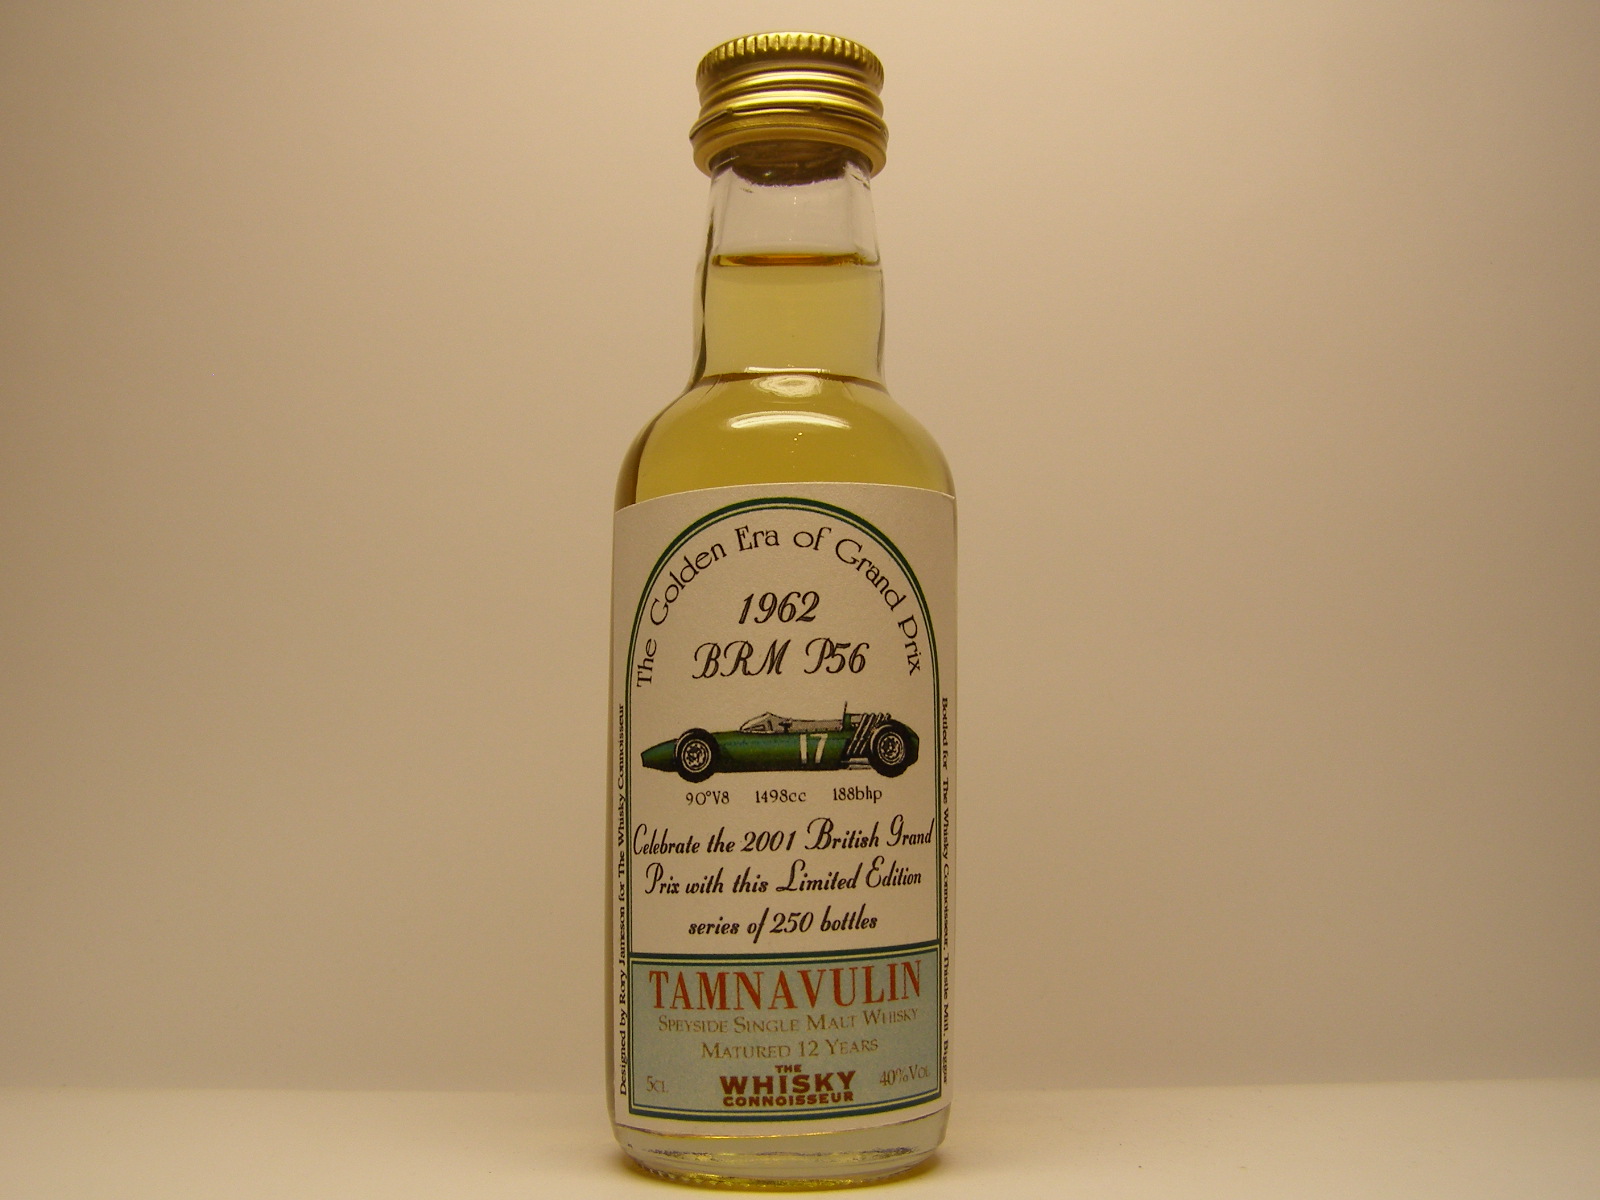 The Golden Era of Grand Prix
1962
BRM P56
17
90°V8 1498cc 188bhp
Celebrate the 2001 British Grand
Prix with this Limited Edition
series of 250 bottles
TAMNAVULIN
SPEYSIDE SINGLE MALT WHISKY
MATURED 12 YEARS
5CL
THE
WHISKY
CONNOISSEUR
40%VOL
Designed by Rory Jameson for The Whisky Connoisseur
Bottled for The Whisky Connoisseur, Thistle Mill, Biggar